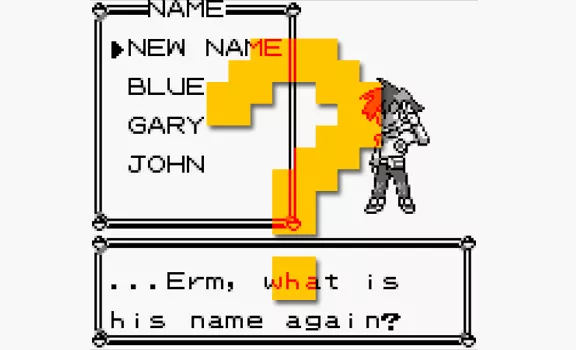 NAME
NEW NAME
BLUE
GARY
JOHN
...Erm, what is
his name again?